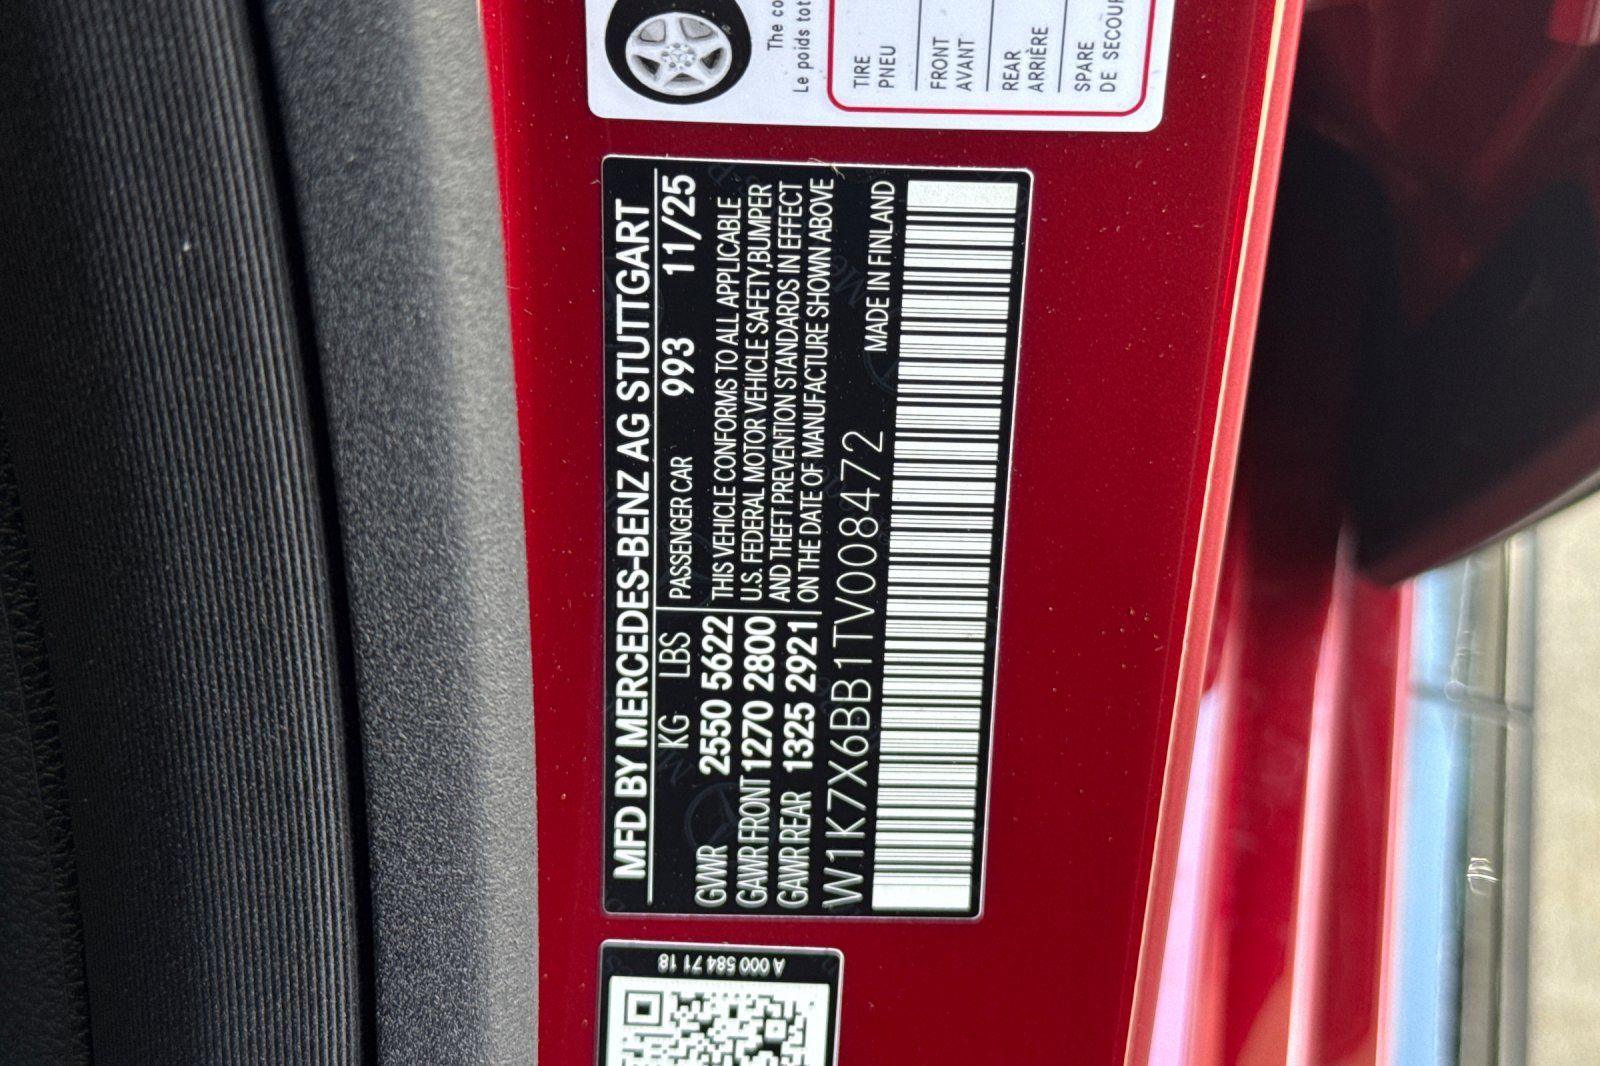 The co
Le poids tot
TIRE
PNEU
FRONT
AVANT
REAR
ARRIÈRE
SPARE
DE SECOUR
MFD BY MERCEDES-BENZ AG STUTTGART
KG LBS PASSENGER CAR 993 11/25
GWR 2550 5622 THIS VEHICLE CONFORMS TO ALL APPLICABLE
GAWR FRONT 1270 2800 U.S. FEDERAL MOTOR VEHICLE SAFETY,BUMPER
GAWR REAR 1325 2921 AND THEFT PREVENTION STANDARDS IN EFFECT
ON THE DATE OF MANUFACTURE SHOWN ABOVE
W1K7X6BB1TV008472 MADE IN FINLAND
A 000 584 71 18